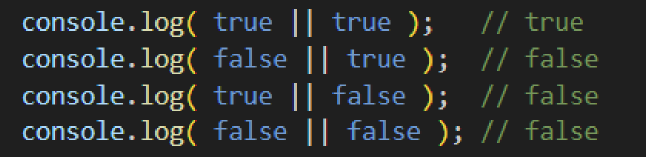 console.log( true || true );   // true
console.log( false || true );  // false
console.log( true || false );  // false
console.log( false || false ); // false